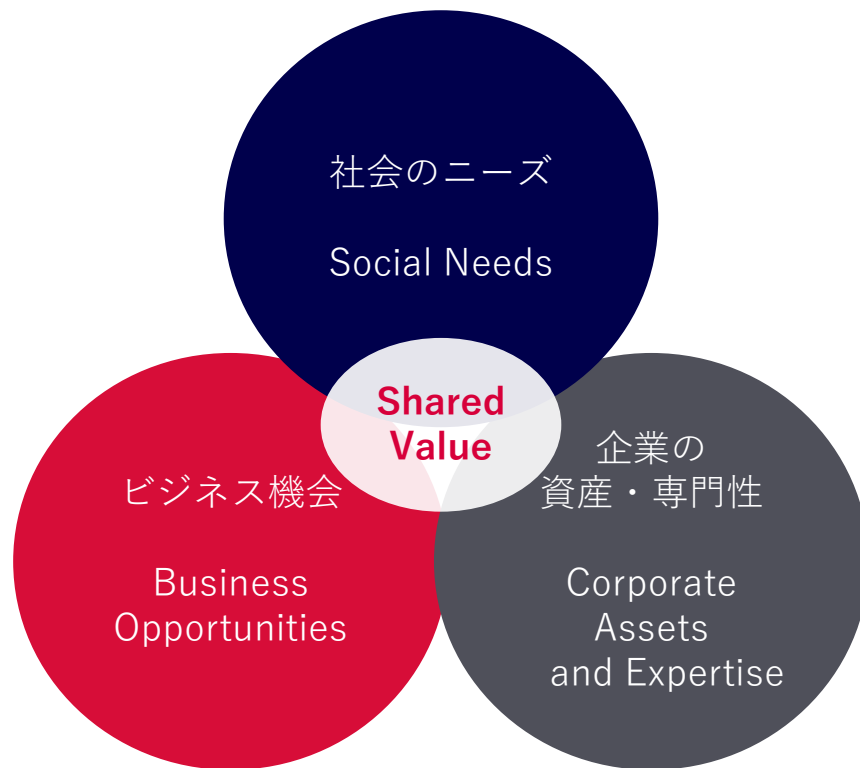 社会のニーズ
Social Needs
Shared
Value
ビジネス機会
Business
Opportunities
企業の
資産・専門性
Corporate
Assets
and Expertise